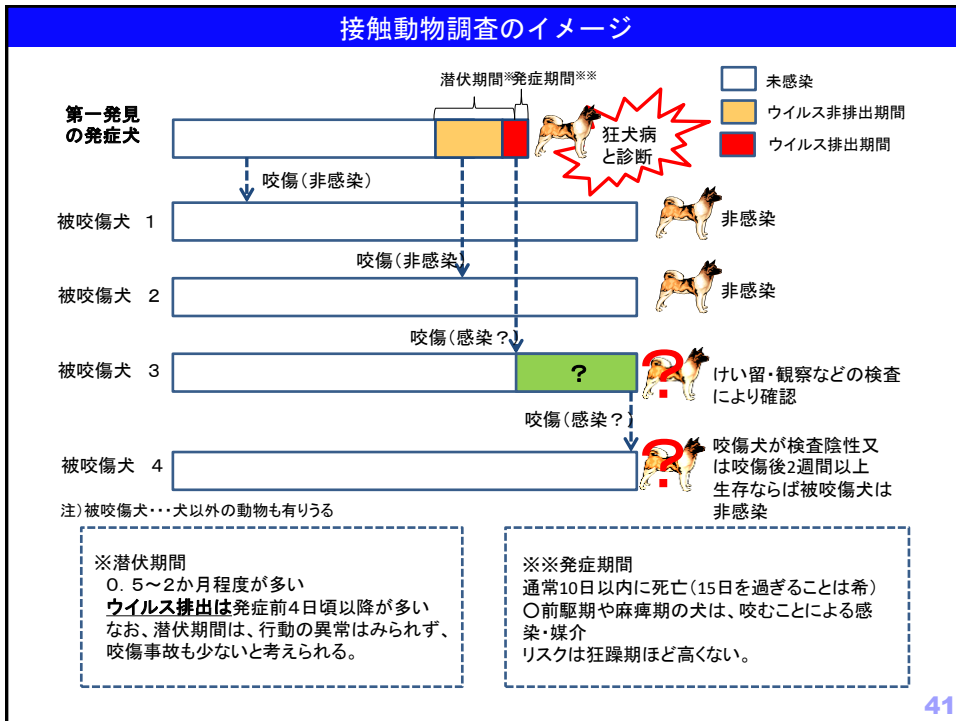 接触動物調査のイメージ
潜伏期間※
発症期間※※
未感染
ウイルス非排出期間
ウイルス排出期間
第一発見
の発症犬
狂犬病
と診断
咬傷(非感染)
被咬傷犬 1
非感染
咬傷(非感染)
被咬傷犬 2
非感染
咬傷(感染?)
被咬傷犬 3
?
?
けい留・観察などの検査
により確認
咬傷(感染?)
被咬傷犬 4
?
咬傷犬が検査陰性又
は咬傷後2週間以上
生存ならば被咬傷犬は
非感染
注)被咬傷犬・・・犬以外の動物も有りうる
※潜伏期間
0.5~2か月程度が多い
ウイルス排出は発症前4日頃以降が多い
なお、潜伏期間は、行動の異常はみられず、
咬傷事故も少ないと考えられる。
※※発症期間
通常10日以内に死亡(15日を過ぎることは希)
〇前駆期や麻痺期の犬は、咬むことによる感
染・媒介
リスクは狂躁期ほど高くない。
41